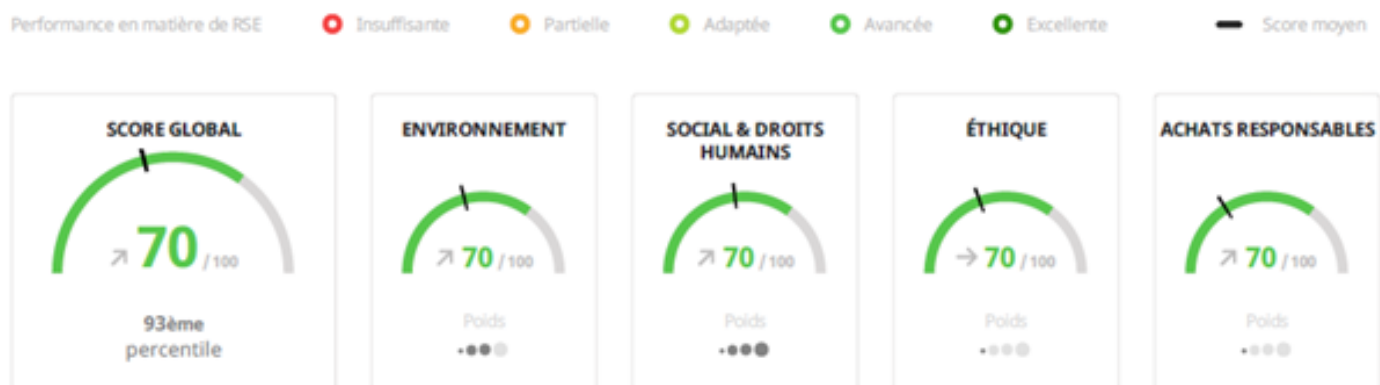 Performance en matière de RSE Insuffisante Partielle Adaptée Avancée Excellente Score moyen
SCORE GLOBAL
70 /100
93ème
percentile
ENVIRONNEMENT
70 /100
Poids
SOCIAL & DROITS
HUMAINS
70 /100
Poids
ÉTHIQUE
70 /100
Poids
ACHATS RESPONSABLES
70 /100
Poids